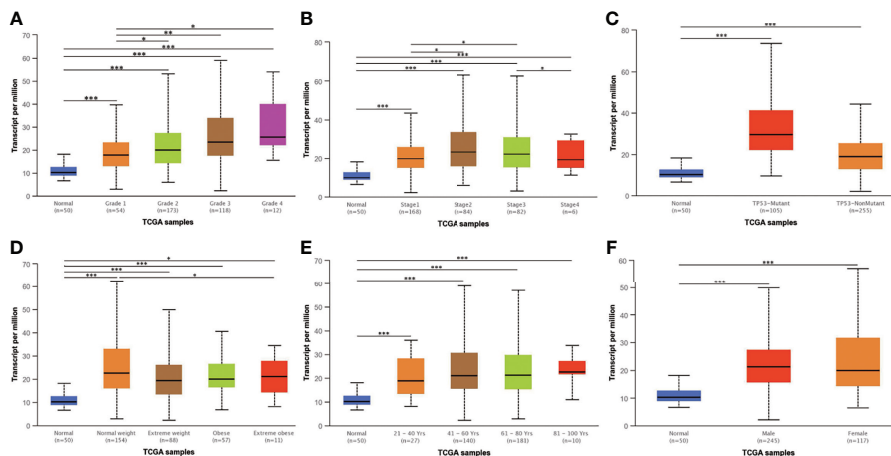 A
Transcript per million
70
60
50
40
30
20
10
0
***
***
***
***
*
**
*
Normal
(n=50)
Grade 1
(n=54)
Grade 2
(n=173)
Grade 3
(n=118)
Grade 4
(n=12)
TCGA samples
B
Transcript per million
80
60
40
20
0
***
***
***
***
*
*
*
Normal
(n=50)
Stage1
(n=168)
Stage2
(n=84)
Stage3
(n=82)
Stage4
(n=6)
TCGA samples
C
Transcript per million
80
60
40
20
0
***
***
Normal
(n=50)
TP53-Mutant
(n=105)
TP53-NonMutant
(n=255)
TCGA samples
D
Transcript per million
70
60
50
40
30
20
10
0
*
***
***
***
*
Normal
(n=50)
Normal weight
(n=154)
Extreme weight
(n=88)
Obese
(n=57)
Extreme obese
(n=11)
TCGA samples
E
Transcript per million
70
60
50
40
30
20
10
0
***
***
***
***
Normal
(n=50)
21 - 40 Yrs
(n=27)
41 - 60 Yrs
(n=140)
61 - 80 Yrs
(n=181)
81 - 100 Yrs
(n=10)
TCGA samples
F
Transcript per million
60
50
40
30
20
10
0
***
***
Normal
(n=50)
Male
(n=245)
Female
(n=117)
TCGA samples